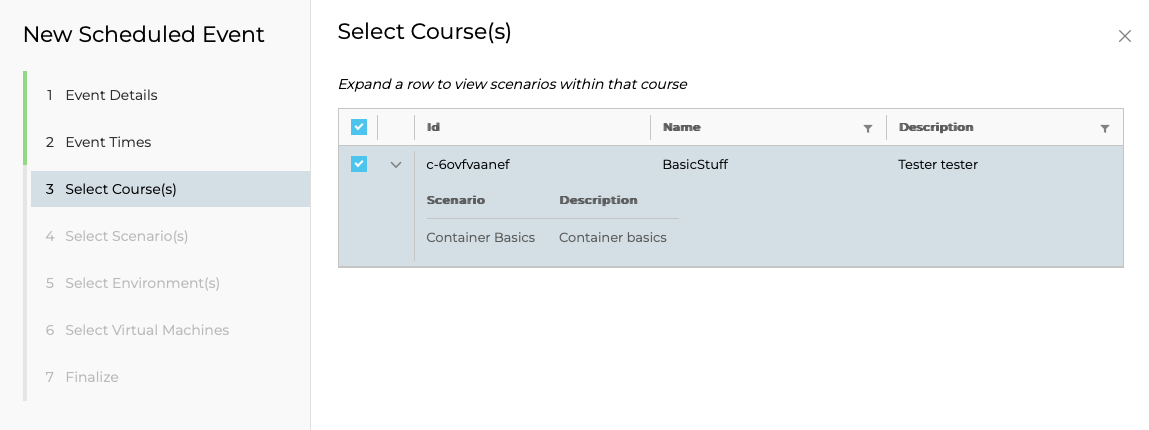 New Scheduled Event
1 Event Details
2 Event Times
3 Select Course(s)
4 Select Scenario(s)
5 Select Environment(s)
6 Select Virtual Machines
7 Finalize
Select Course(s)
Expand a row to view scenarios within that course
Id Name Description
c-6ovfvaanef BasicStuff Tester tester
Scenario Description
Container Basics Container basics